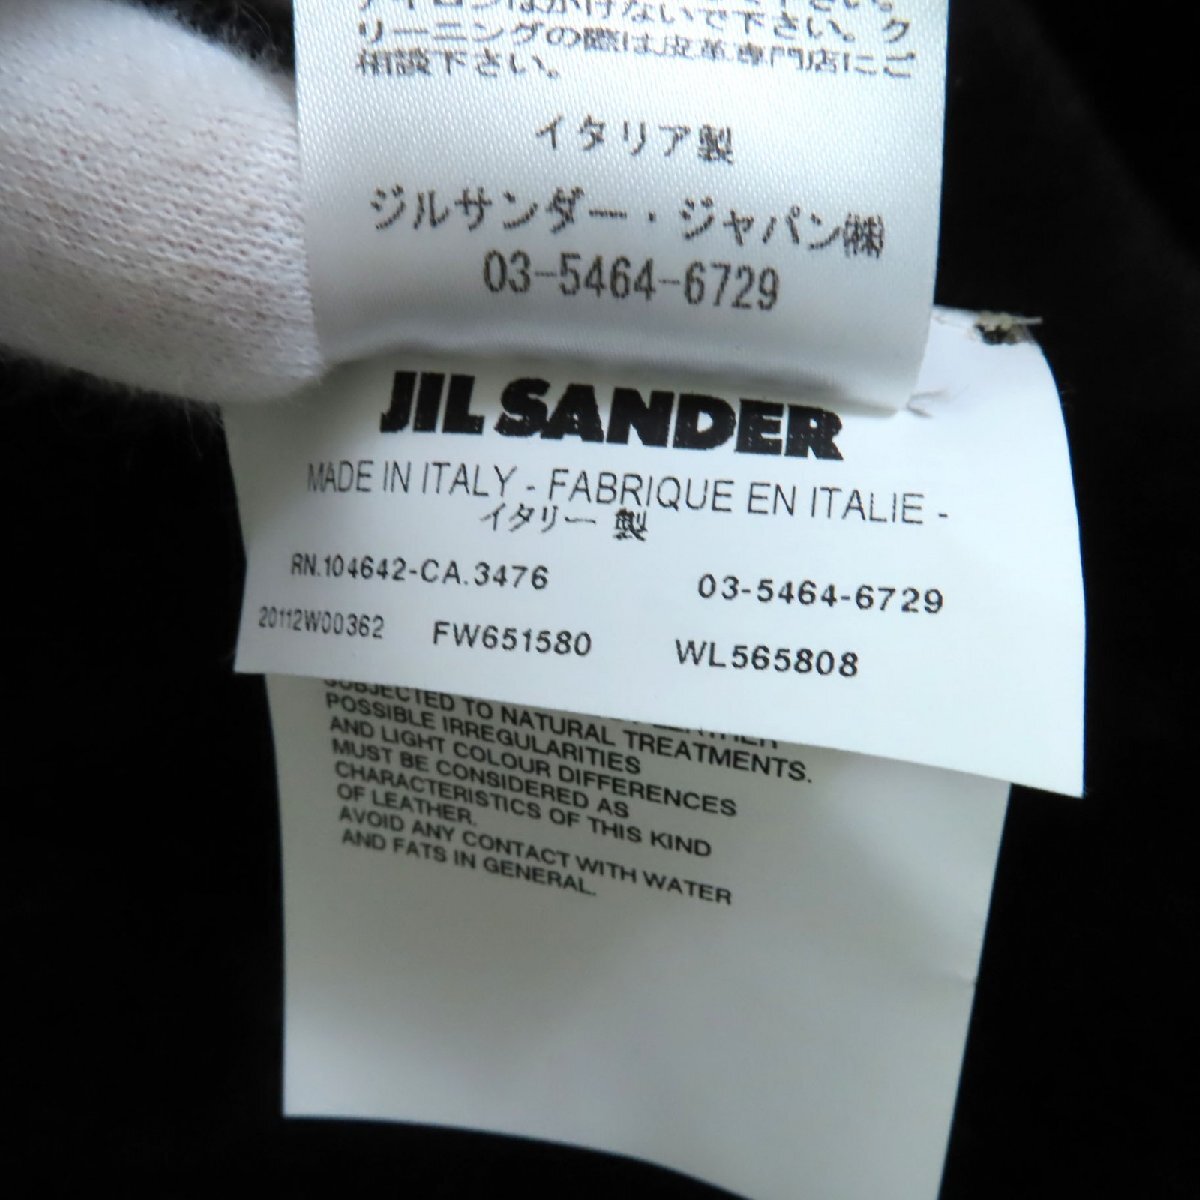 アイロンはかけないで下さい。ク
リーニングの際は皮革専門店にご
相談下さい。
イタリア製
ジルサンダー・ジャパン㈱
03-5464-6729
JIL SANDER
MADE IN ITALY - FABRIQUE EN ITALIE -
イタリー 製
RN.104642-CA.3476 03-5464-6729
20112W00362 FW651580 WL565808
SUBJECTED TO NATURAL TREATMENTS.
POSSIBLE IRREGULARITIES
AND LIGHT COLOUR DIFFERENCES
MUST BE CONSIDERED AS
CHARACTERISTICS OF THIS KIND
OF LEATHER.
AVOID ANY CONTACT WITH WATER
AND FATS IN GENERAL.